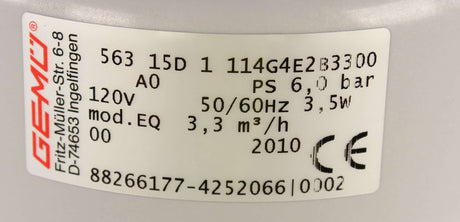 GEMÜ
Fritz-Müller-Str. 6-8
D-74653 Ingelfingen
563 15D 1 114G4E2B3300
A0 PS 6,0 bar
120V 50/60Hz 3,5W
mod.EQ 3,3 m³/h
00 2010 CE
88266177-4252066|0002